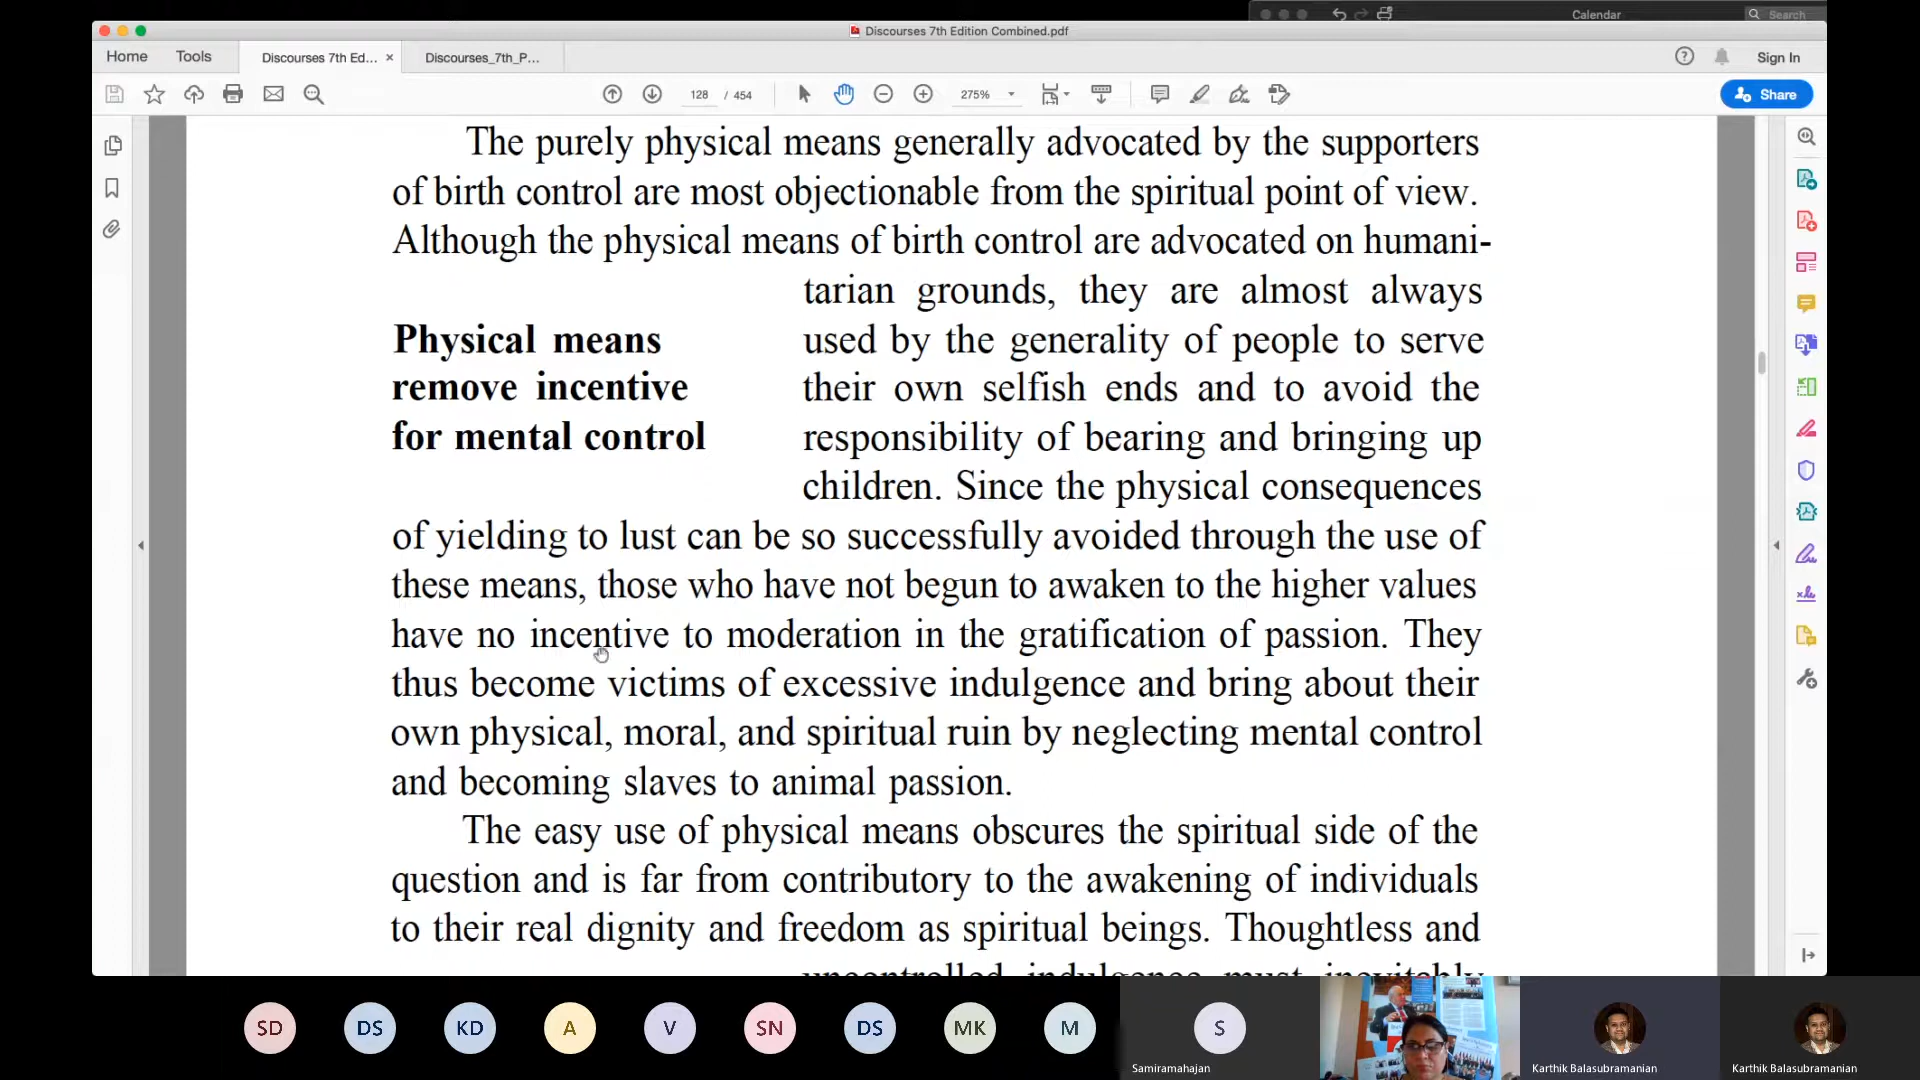 Calendar
Search
Discourses 7th Edition Combined.pdf
Home
Tools
Discourses 7th Ed...
Discourses_7th_P...
Sign In
128 / 454
275%
Share
The purely physical means generally advocated by the supporters
of birth control are most objectionable from the spiritual point of view.
Although the physical means of birth control are advocated on humani-
tarian grounds, they are almost always
used by the generality of people to serve
their own selfish ends and to avoid the
responsibility of bearing and bringing up
children. Since the physical consequences
Physical means
remove incentive
for mental control
of yielding to lust can be so successfully avoided through the use of
these means, those who have not begun to awaken to the higher values
have no incentive to moderation in the gratification of passion. They
thus become victims of excessive indulgence and bring about their
own physical, moral, and spiritual ruin by neglecting mental control
and becoming slaves to animal passion.
The easy use of physical means obscures the spiritual side of the
question and is far from contributory to the awakening of individuals
to their real dignity and freedom as spiritual beings. Thoughtless and
uncontrolled indulgence must inevitably
SD
DS
KD
A
V
SN
DS
MK
M
S
Samiramahajan
Karthik Balasubramanian
Karthik Balasubramanian